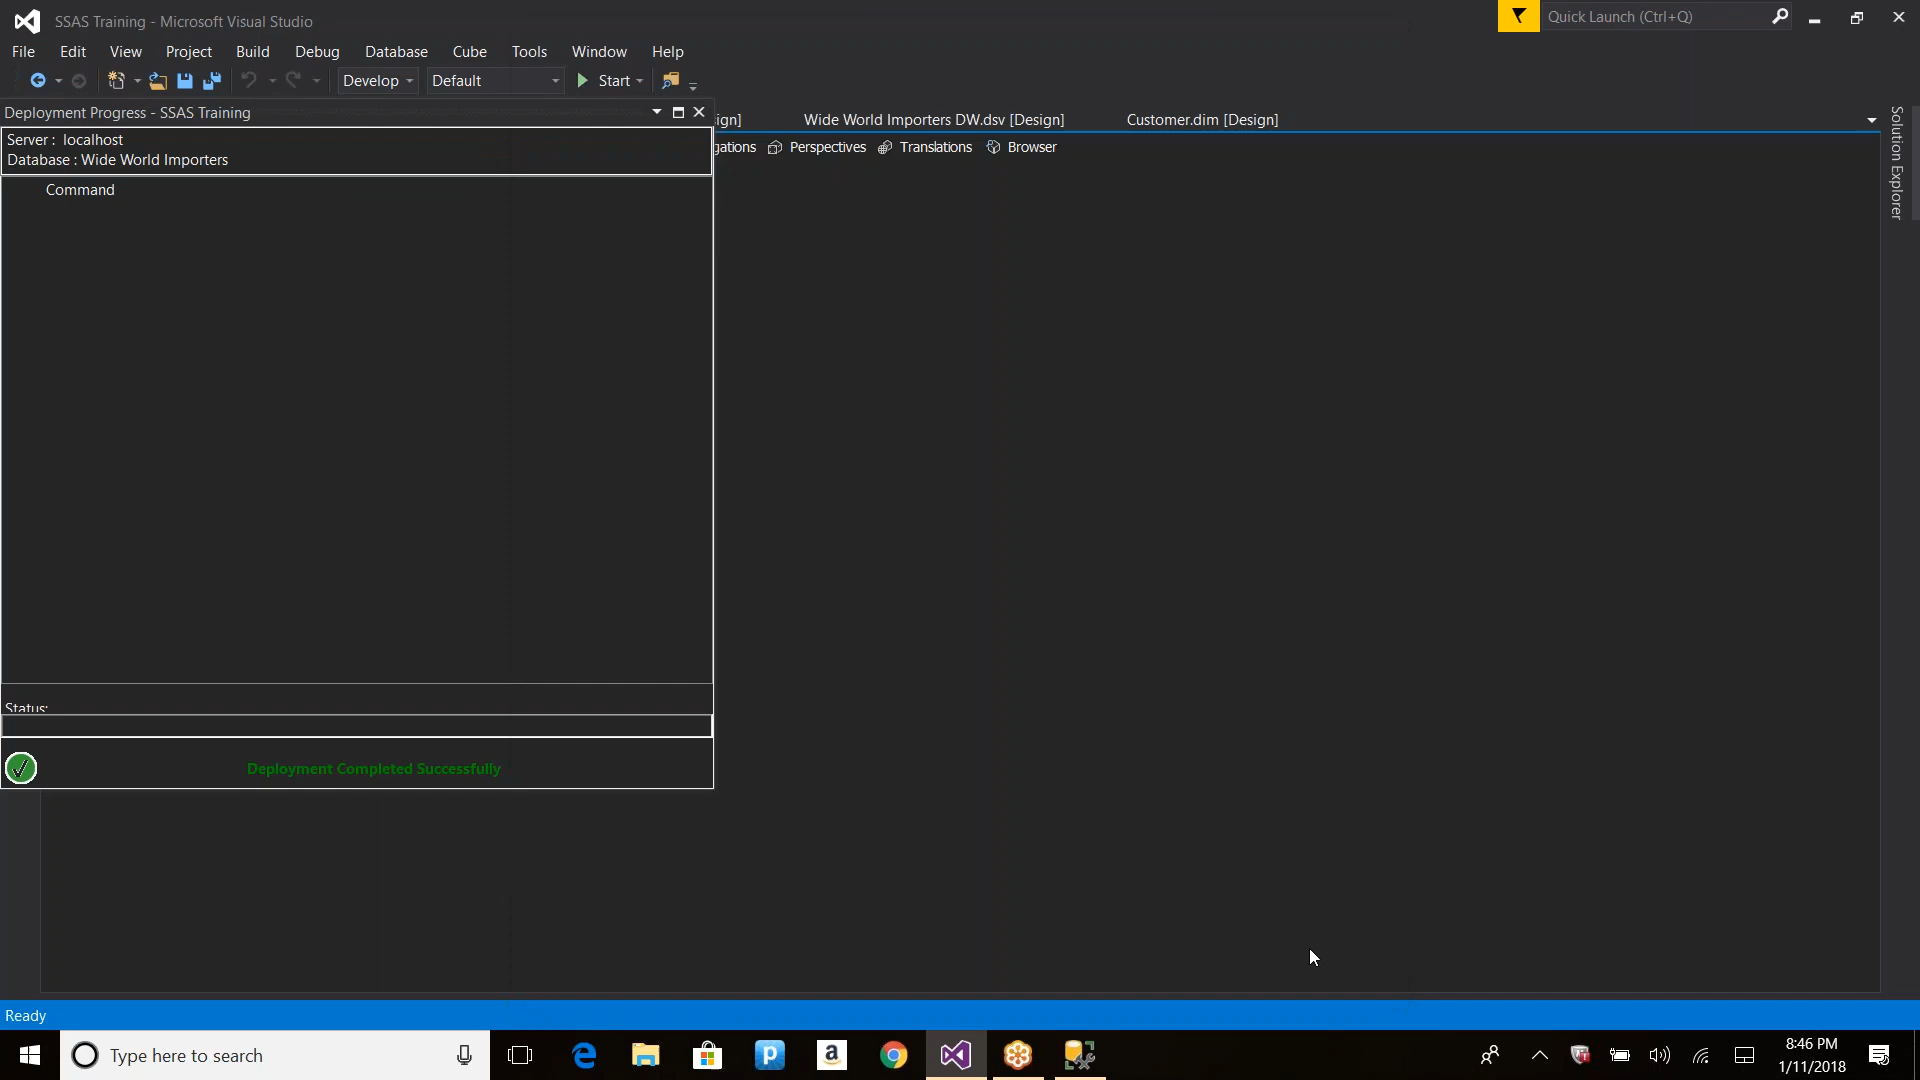 SSAS Training - Microsoft Visual Studio
Quick Launch (Ctrl+Q)
File Edit View Project Build Debug Database Cube Tools Window Help
Develop Default Start
Deployment Progress - SSAS Training
Wide World Importers DW.dsv [Design] Customer.dim [Design]
Server : localhost
Database : Wide World Importers
Perspectives Translations Browser
Solution Explorer
Command
Status:
Deployment Completed Successfully
Ready
Type here to search
8:46 PM
1/11/2018